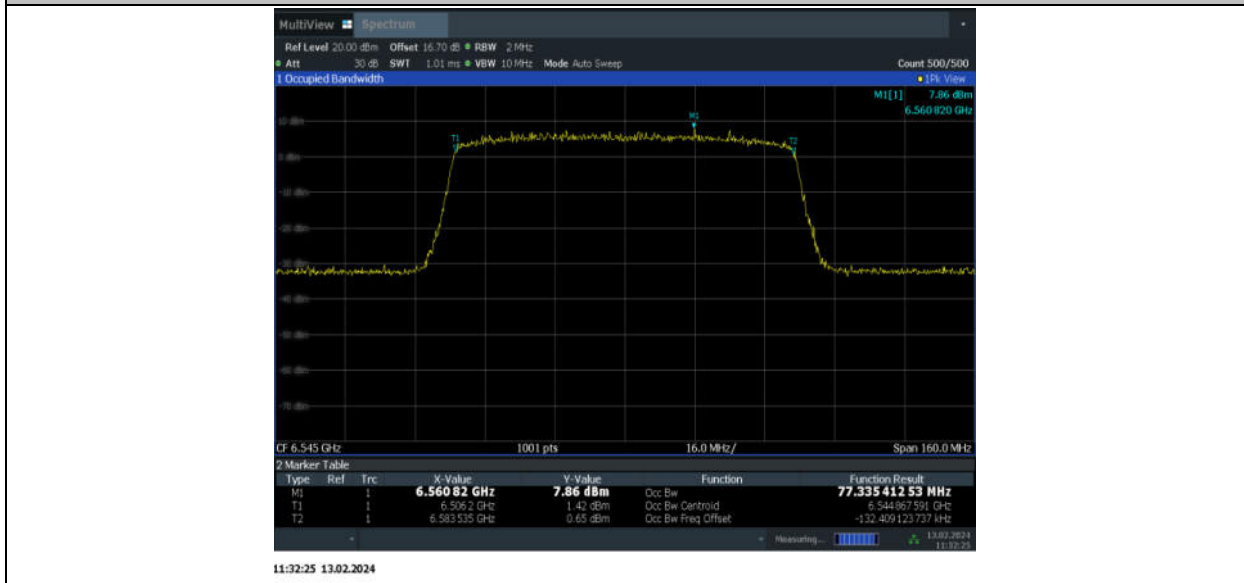 MultiView Spectrum
Ref Level 20.00 dBm Offset 16.70 dB RBW 2 MHz
Att 30 dB SWT 1.01 ms VBW 10 MHz Mode Auto Sweep Count 500/500
1 Occupied Bandwidth 1Pk View
M1[1] 7.86 dBm
6.560 820 GHz
M1
10 dBm
T1 T2
0 dBm
-10 dBm
-20 dBm
-30 dBm
-40 dBm
-50 dBm
-60 dBm
-70 dBm
CF 6.545 GHz 1001 pts 16.0 MHz/ Span 160.0 MHz
2 Marker Table
Type Ref Trc X-Value Y-Value Function Function Result
M1 1 6.560 82 GHz 7.86 dBm Occ Bw 77.335 412 53 MHz
T1 1 6.506 2 GHz 1.42 dBm Occ Bw Centroid 6.544 867 591 GHz
T2 1 6.583 535 GHz 0.65 dBm Occ Bw Freq Offset -132.409 123 737 kHz
Measuring... 13.02.2024
11:32:25
11:32:25 13.02.2024